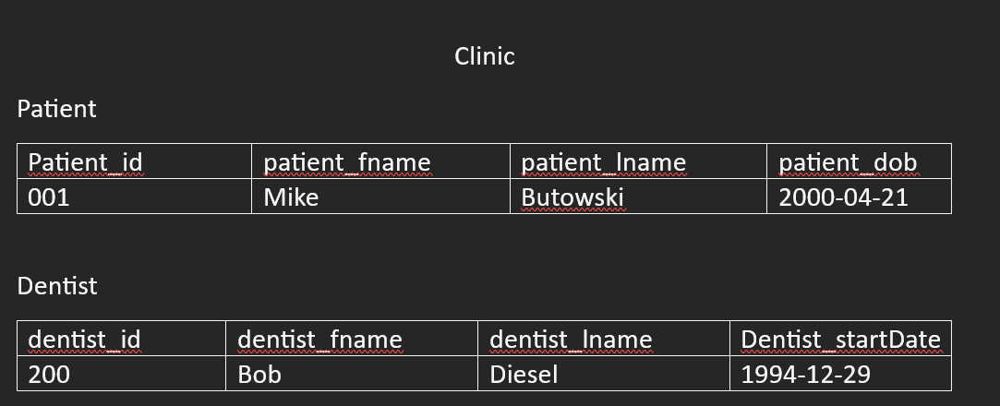 Clinic
Patient
Patient_id patient_fname patient_lname patient_dob
001 Mike Butowski 2000-04-21
Dentist
dentist_id dentist_fname dentist_lname Dentist_startDate
200 Bob Diesel 1994-12-29